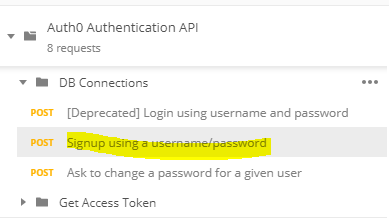 Auth0 Authentication API
8 requests
DB Connections
POST [Deprecated] Login using username and password
POST Signup using a username/password
POST Ask to change a password for a given user
Get Access Token